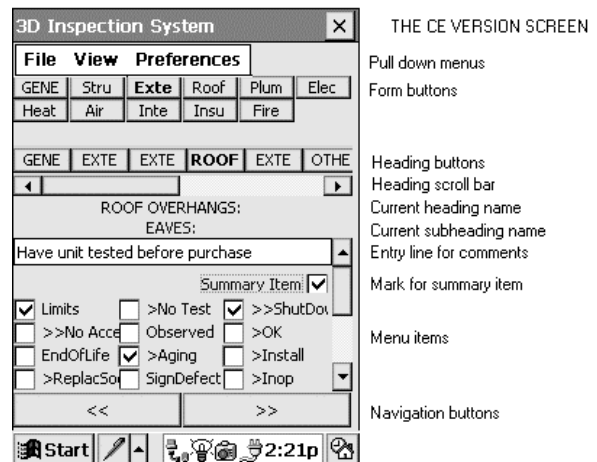 3D Inspection System X
THE CE VERSION SCREEN
File View Preferences
Pull down menus
GENE Stru Exte Roof Plum Elec
Form buttons
Heat Air Inte Insu Fire
GENE EXTE EXTE ROOF EXTE OTHE
Heading buttons
Heading scroll bar
ROOF OVERHANGS:
Current heading name
EAVES:
Current subheading name
Have unit tested before purchase
Entry line for comments
Summary Item
Mark for summary item
Limits >No Test >>ShutDou
>>No Acce Observed >OK
Menu items
EndOfLife >Aging >Install
>ReplacSoo SignDefect >Inop
<< >>
Navigation buttons
Start 2:21p